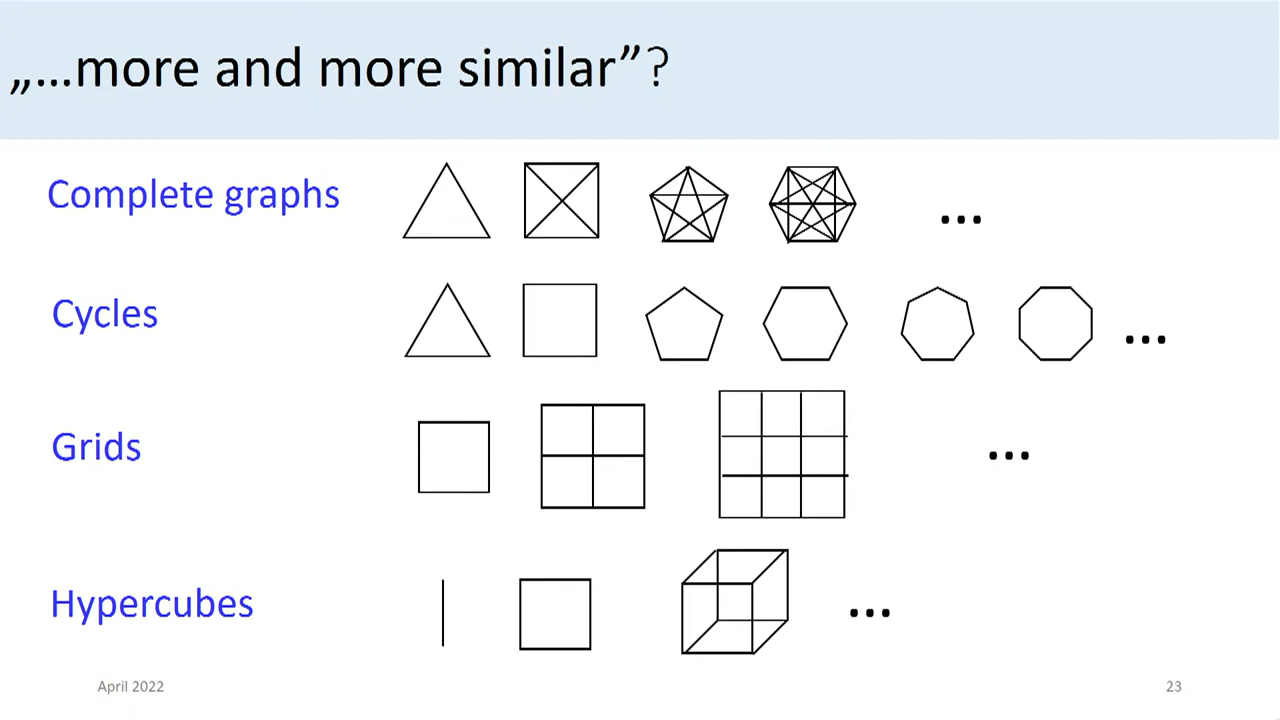 „…more and more similar”?
Complete graphs
...
Cycles
...
Grids
...
Hypercubes
...
April 2022
23